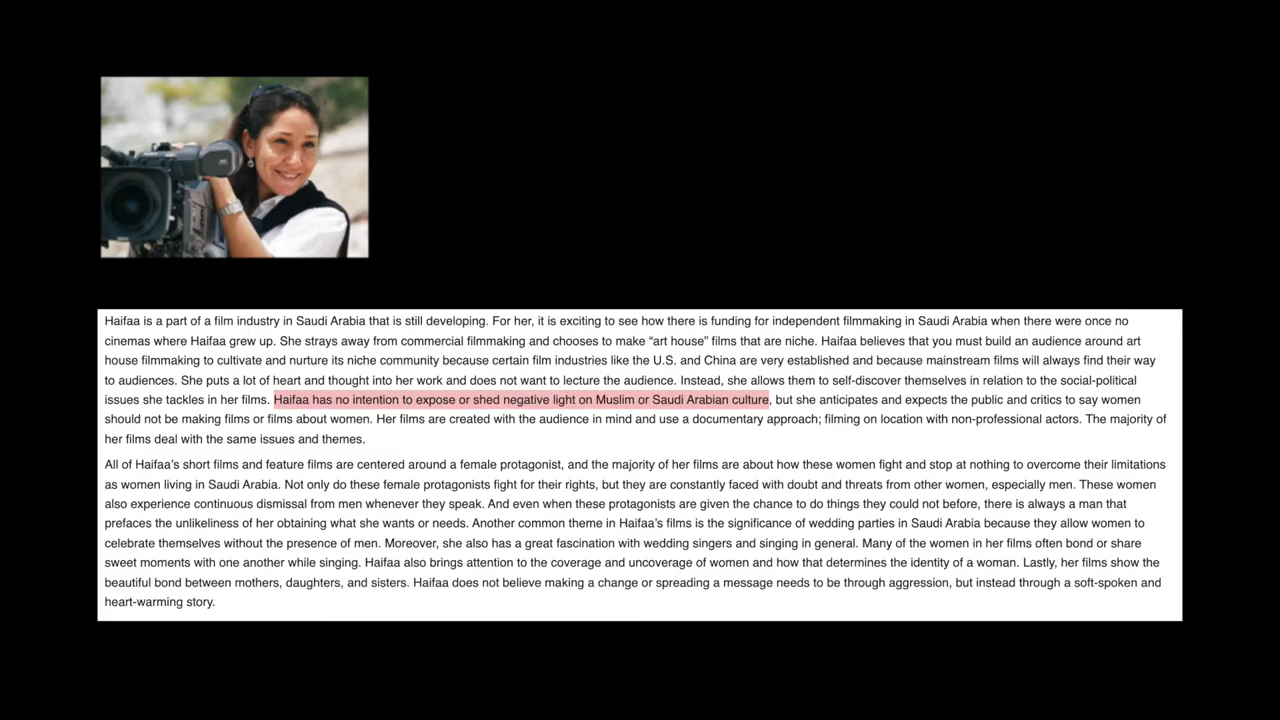 Haifaa is a part of a film industry in Saudi Arabia that is still developing. For her, it is exciting to see how there is funding for independent filmmaking in Saudi Arabia when there were once no
cinemas where Haifaa grew up. She strays away from commercial filmmaking and chooses to make “art house” films that are niche. Haifaa believes that you must build an audience around art
house filmmaking to cultivate and nurture its niche community because certain film industries like the U.S. and China are very established and because mainstream films will always find their way
to audiences. She puts a lot of heart and thought into her work and does not want to lecture the audience. Instead, she allows them to self-discover themselves in relation to the social-political
issues she tackles in her films. Haifaa has no intention to expose or shed negative light on Muslim or Saudi Arabian culture, but she anticipates and expects the public and critics to say women
should not be making films or films about women. Her films are created with the audience in mind and use a documentary approach; filming on location with non-professional actors. The majority of
her films deal with the same issues and themes.
All of Haifaa’s short films and feature films are centered around a female protagonist, and the majority of her films are about how these women fight and stop at nothing to overcome their limitations
as women living in Saudi Arabia. Not only do these female protagonists fight for their rights, but they are constantly faced with doubt and threats from other women, especially men. These women
also experience continuous dismissal from men whenever they speak. And even when these protagonists are given the chance to do things they could not before, there is always a man that
prefaces the unlikeliness of her obtaining what she wants or needs. Another common theme in Haifaa’s films is the significance of wedding parties in Saudi Arabia because they allow women to
celebrate themselves without the presence of men. Moreover, she also has a great fascination with wedding singers and singing in general. Many of the women in her films often bond or share
sweet moments with one another while singing. Haifaa also brings attention to the coverage and uncoverage of women and how that determines the identity of a woman. Lastly, her films show the
beautiful bond between mothers, daughters, and sisters. Haifaa does not believe making a change or spreading a message needs to be through aggression, but instead through a soft-spoken and
heart-warming story.